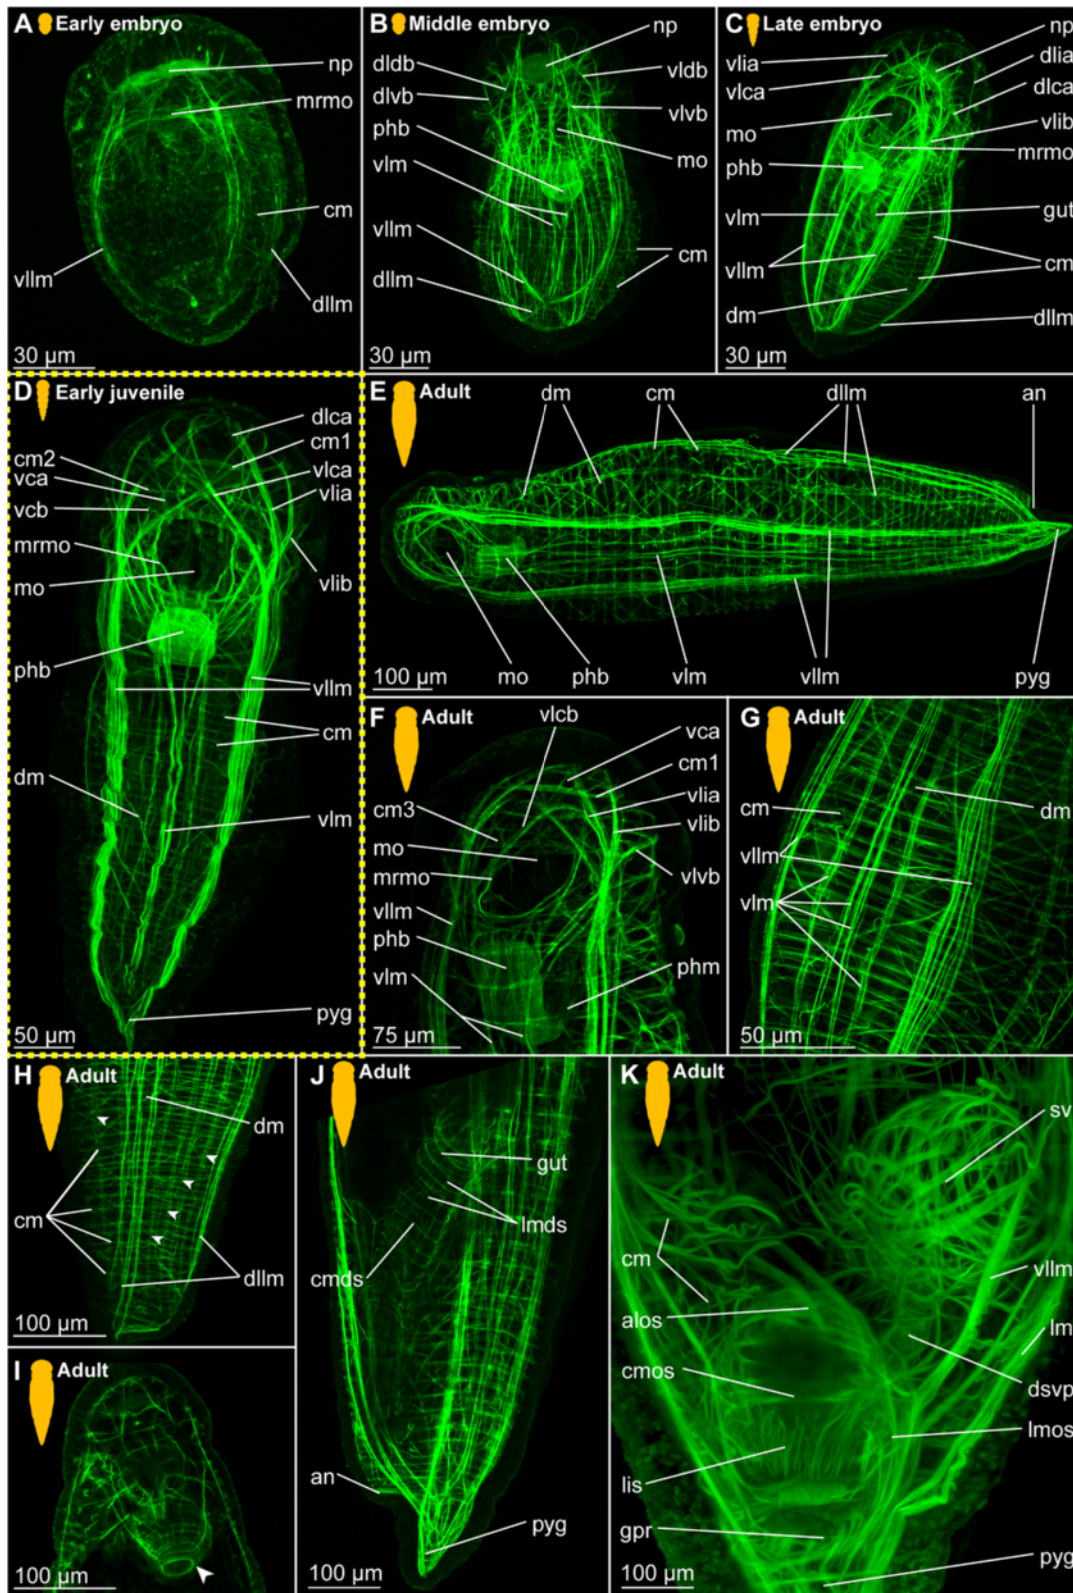 A Early embryo
np
mrmo
cm
vllm
dllm
30 µm
B Middle embryo
np
dldb
vldb
dlvb
vlvb
phb
mo
vlm
vllm
cm
dllm
30 µm
C Late embryo
np
vlia
dlia
vlca
dlca
mo
vlib
mrmo
phb
vlm
gut
vllm
cm
dm
dllm
30 µm
D Early juvenile
dlca
cm1
cm2
vlca
vca
vlia
vcb
mrmo
vlib
mo
phb
vllm
cm
dm
vlm
pyg
50 µm
E Adult
dm
cm
dllm
an
100 µm
mo
phb
vlm
vllm
pyg
F Adult
vlcb
vca
cm1
vlia
cm3
vlib
mo
mrmo
vlvb
vllm
phb
phm
vlm
75 µm
G Adult
cm
dm
vllm
vlm
50 µm
H Adult
dm
cm
dllm
100 µm
I Adult
100 µm
J Adult
gut
lmds
cmds
an
pyg
100 µm
K Adult
sv
cm
vllm
alos
lm
cmos
dsvp
lmos
lis
gpr
pyg